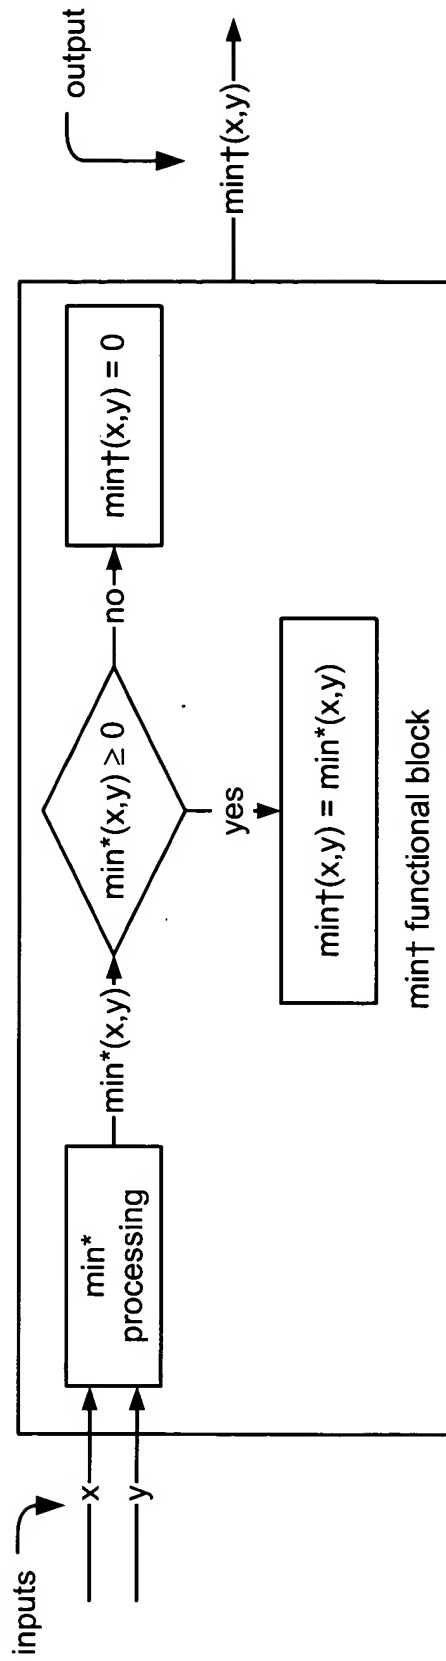 inputs
x
y
min*
processing
min*(x,y)
min*(x,y) ≥ 0
no
min†(x,y) = 0
yes
min†(x,y) = min*(x,y)
min† functional block
min†(x,y)
output